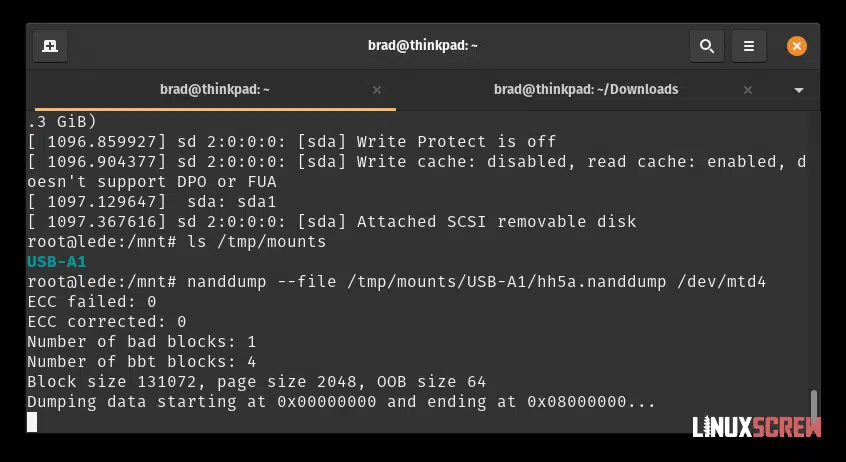 brad@thinkpad: ~
brad@thinkpad: ~
brad@thinkpad: ~/Downloads
.3 GiB)
[ 1096.859927] sd 2:0:0:0: [sda] Write Protect is off
[ 1096.904377] sd 2:0:0:0: [sda] Write cache: disabled, read cache: enabled, d
oesn't support DPO or FUA
[ 1097.129647]  sda: sda1
[ 1097.367616] sd 2:0:0:0: [sda] Attached SCSI removable disk
root@lede:/mnt# ls /tmp/mounts
USB-A1
root@lede:/mnt# nanddump --file /tmp/mounts/USB-A1/hh5a.nanddump /dev/mtd4
ECC failed: 0
ECC corrected: 0
Number of bad blocks: 1
Number of bbt blocks: 4
Block size 131072, page size 2048, OOB size 64
Dumping data starting at 0x00000000 and ending at 0x08000000...
LINUXSCREW